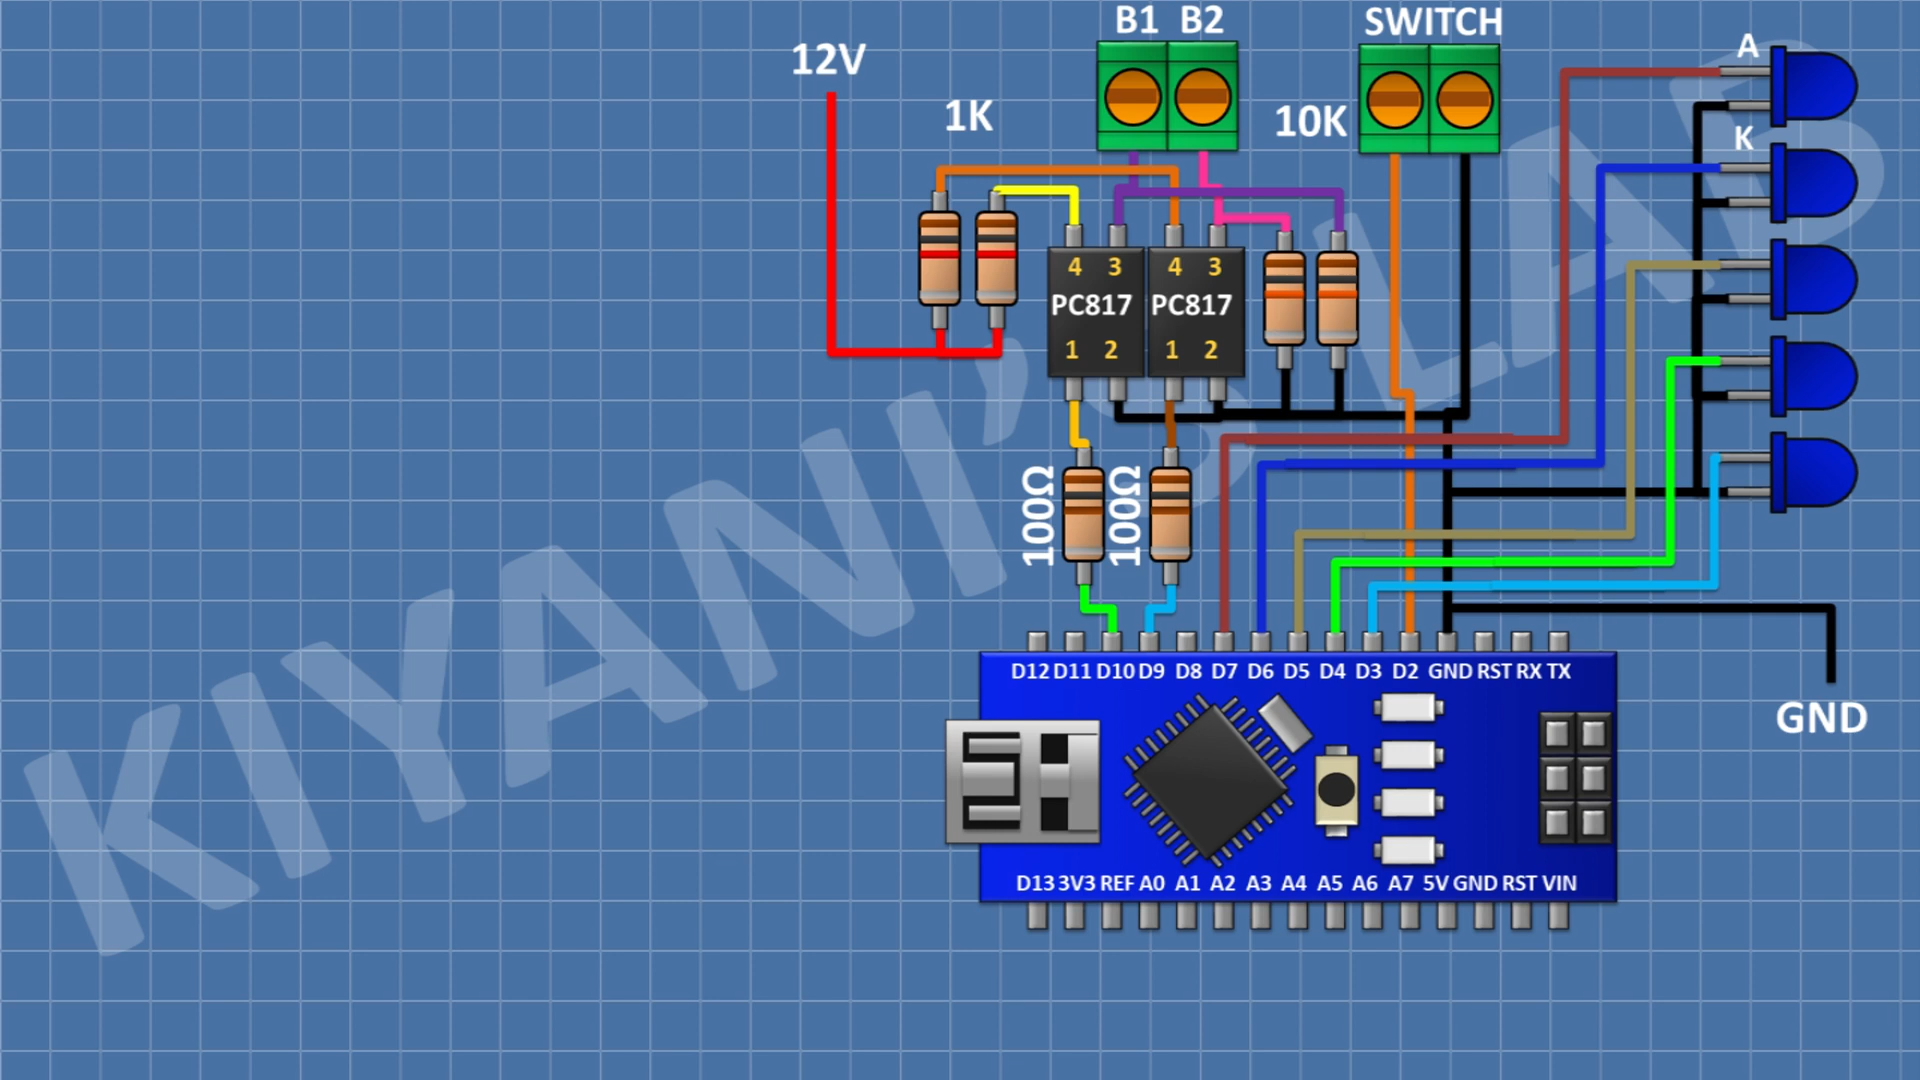 B1 B2
SWITCH
12V
1K
10K
A
K
4 3
4 3
PC817
PC817
1 2
1 2
100Ω
100Ω
D12 D11 D10 D9 D8 D7 D6 D5 D4 D3 D2 GND RST RX TX
GND
D13 3V3 REF A0 A1 A2 A3 A4 A5 A6 A7 5V GND RST VIN
KIYANI'S LAB